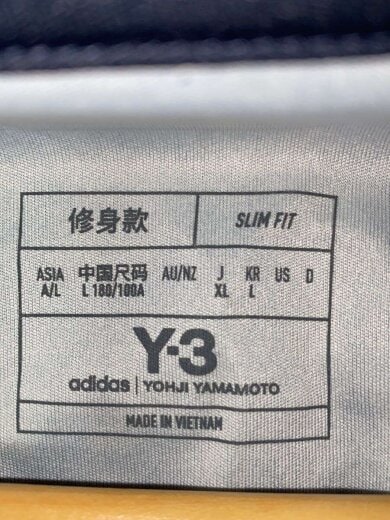 修身款 SLIM FIT
ASIA 中国尺码 AU/NZ J KR US D
A/L L 180/100A XL L
Y-3
adidas | YOHJI YAMAMOTO
MADE IN VIETNAM